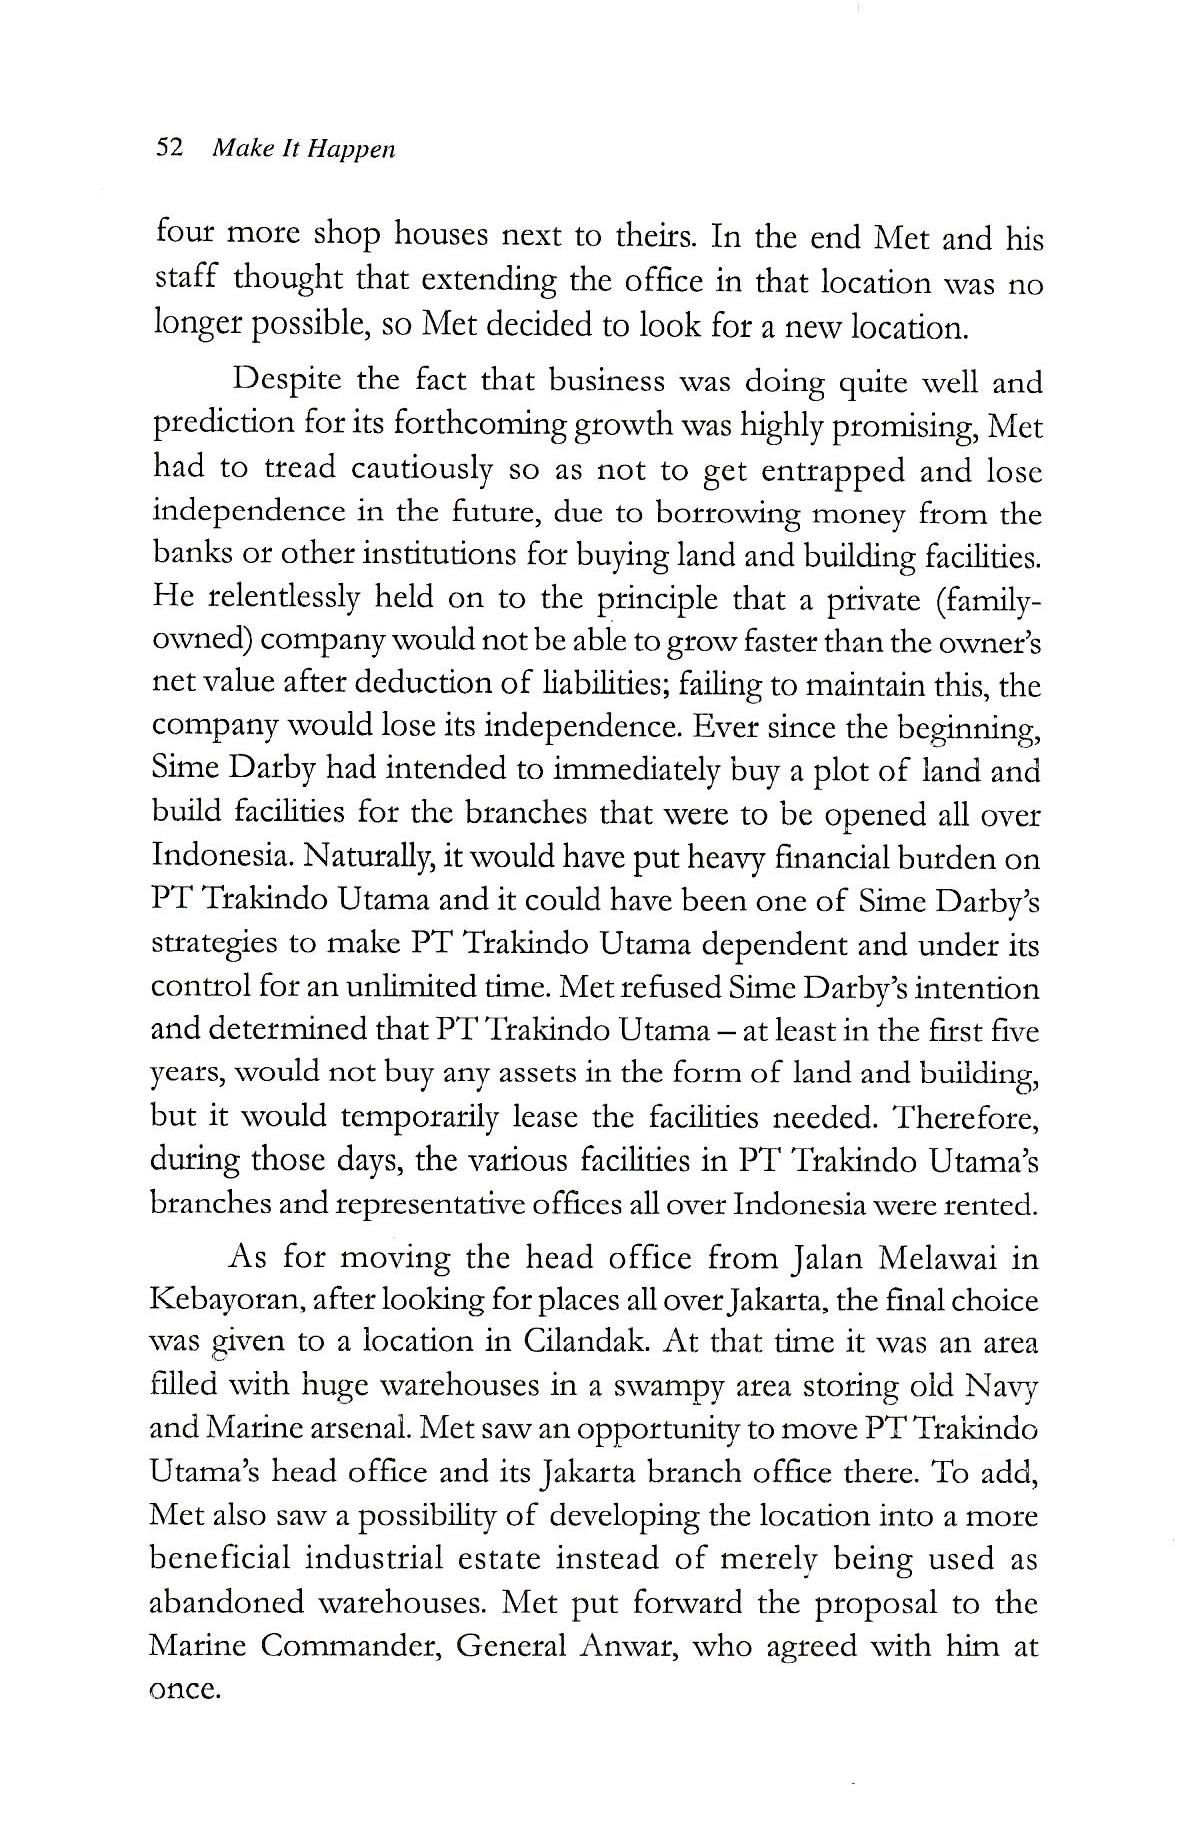 52 Make It Happen
four more shop houses next to theirs. In the end Met and his
staff thought that extending the office in that location was no
longer possible, so Met decided to look for a new location.
Despite the fact that business was doing quite well and
prediction for its forthcoming growth was highly promising, Met
had to tread cautiously so as not to get entrapped and lose
independence in the future, due to borrowing money from the
banks or other institutions for buying land and building facilities.
He relentlessly held on to the principle that a private (family-
owned) company would not be able to grow faster than the owner's
net value after deduction of liabilities; failing to maintain this, the
company would lose its independence. Ever since the beginning,
Sime Darby had intended to immediately buy a plot of land and
build facilities for the branches that were to be opened all over
Indonesia. Naturally, it would have put heavy financial burden on
PT Trakindo Utama and it could have been one of Sime Darby's
strategies to make PT Trakindo Utama dependent and under its
control for an unlimited time. Met refused Sime Darby's intention
and determined that PT Trakindo Utama – at least in the first five
years, would not buy any assets in the form of land and building,
but it would temporarily lease the facilities needed. Therefore,
during those days, the various facilities in PT Trakindo Utama's
branches and representative offices all over Indonesia were rented.
As for moving the head office from Jalan Melawai in
Kebayoran, after looking for places all over Jakarta, the final choice
was given to a location in Cilandak. At that time it was an area
filled with huge warehouses in a swampy area storing old Navy
and Marine arsenal. Met saw an opportunity to move PT Trakindo
Utama's head office and its Jakarta branch office there. To add,
Met also saw a possibility of developing the location into a more
beneficial industrial estate instead of merely being used as
abandoned warehouses. Met put forward the proposal to the
Marine Commander, General Anwar, who agreed with him at
once.